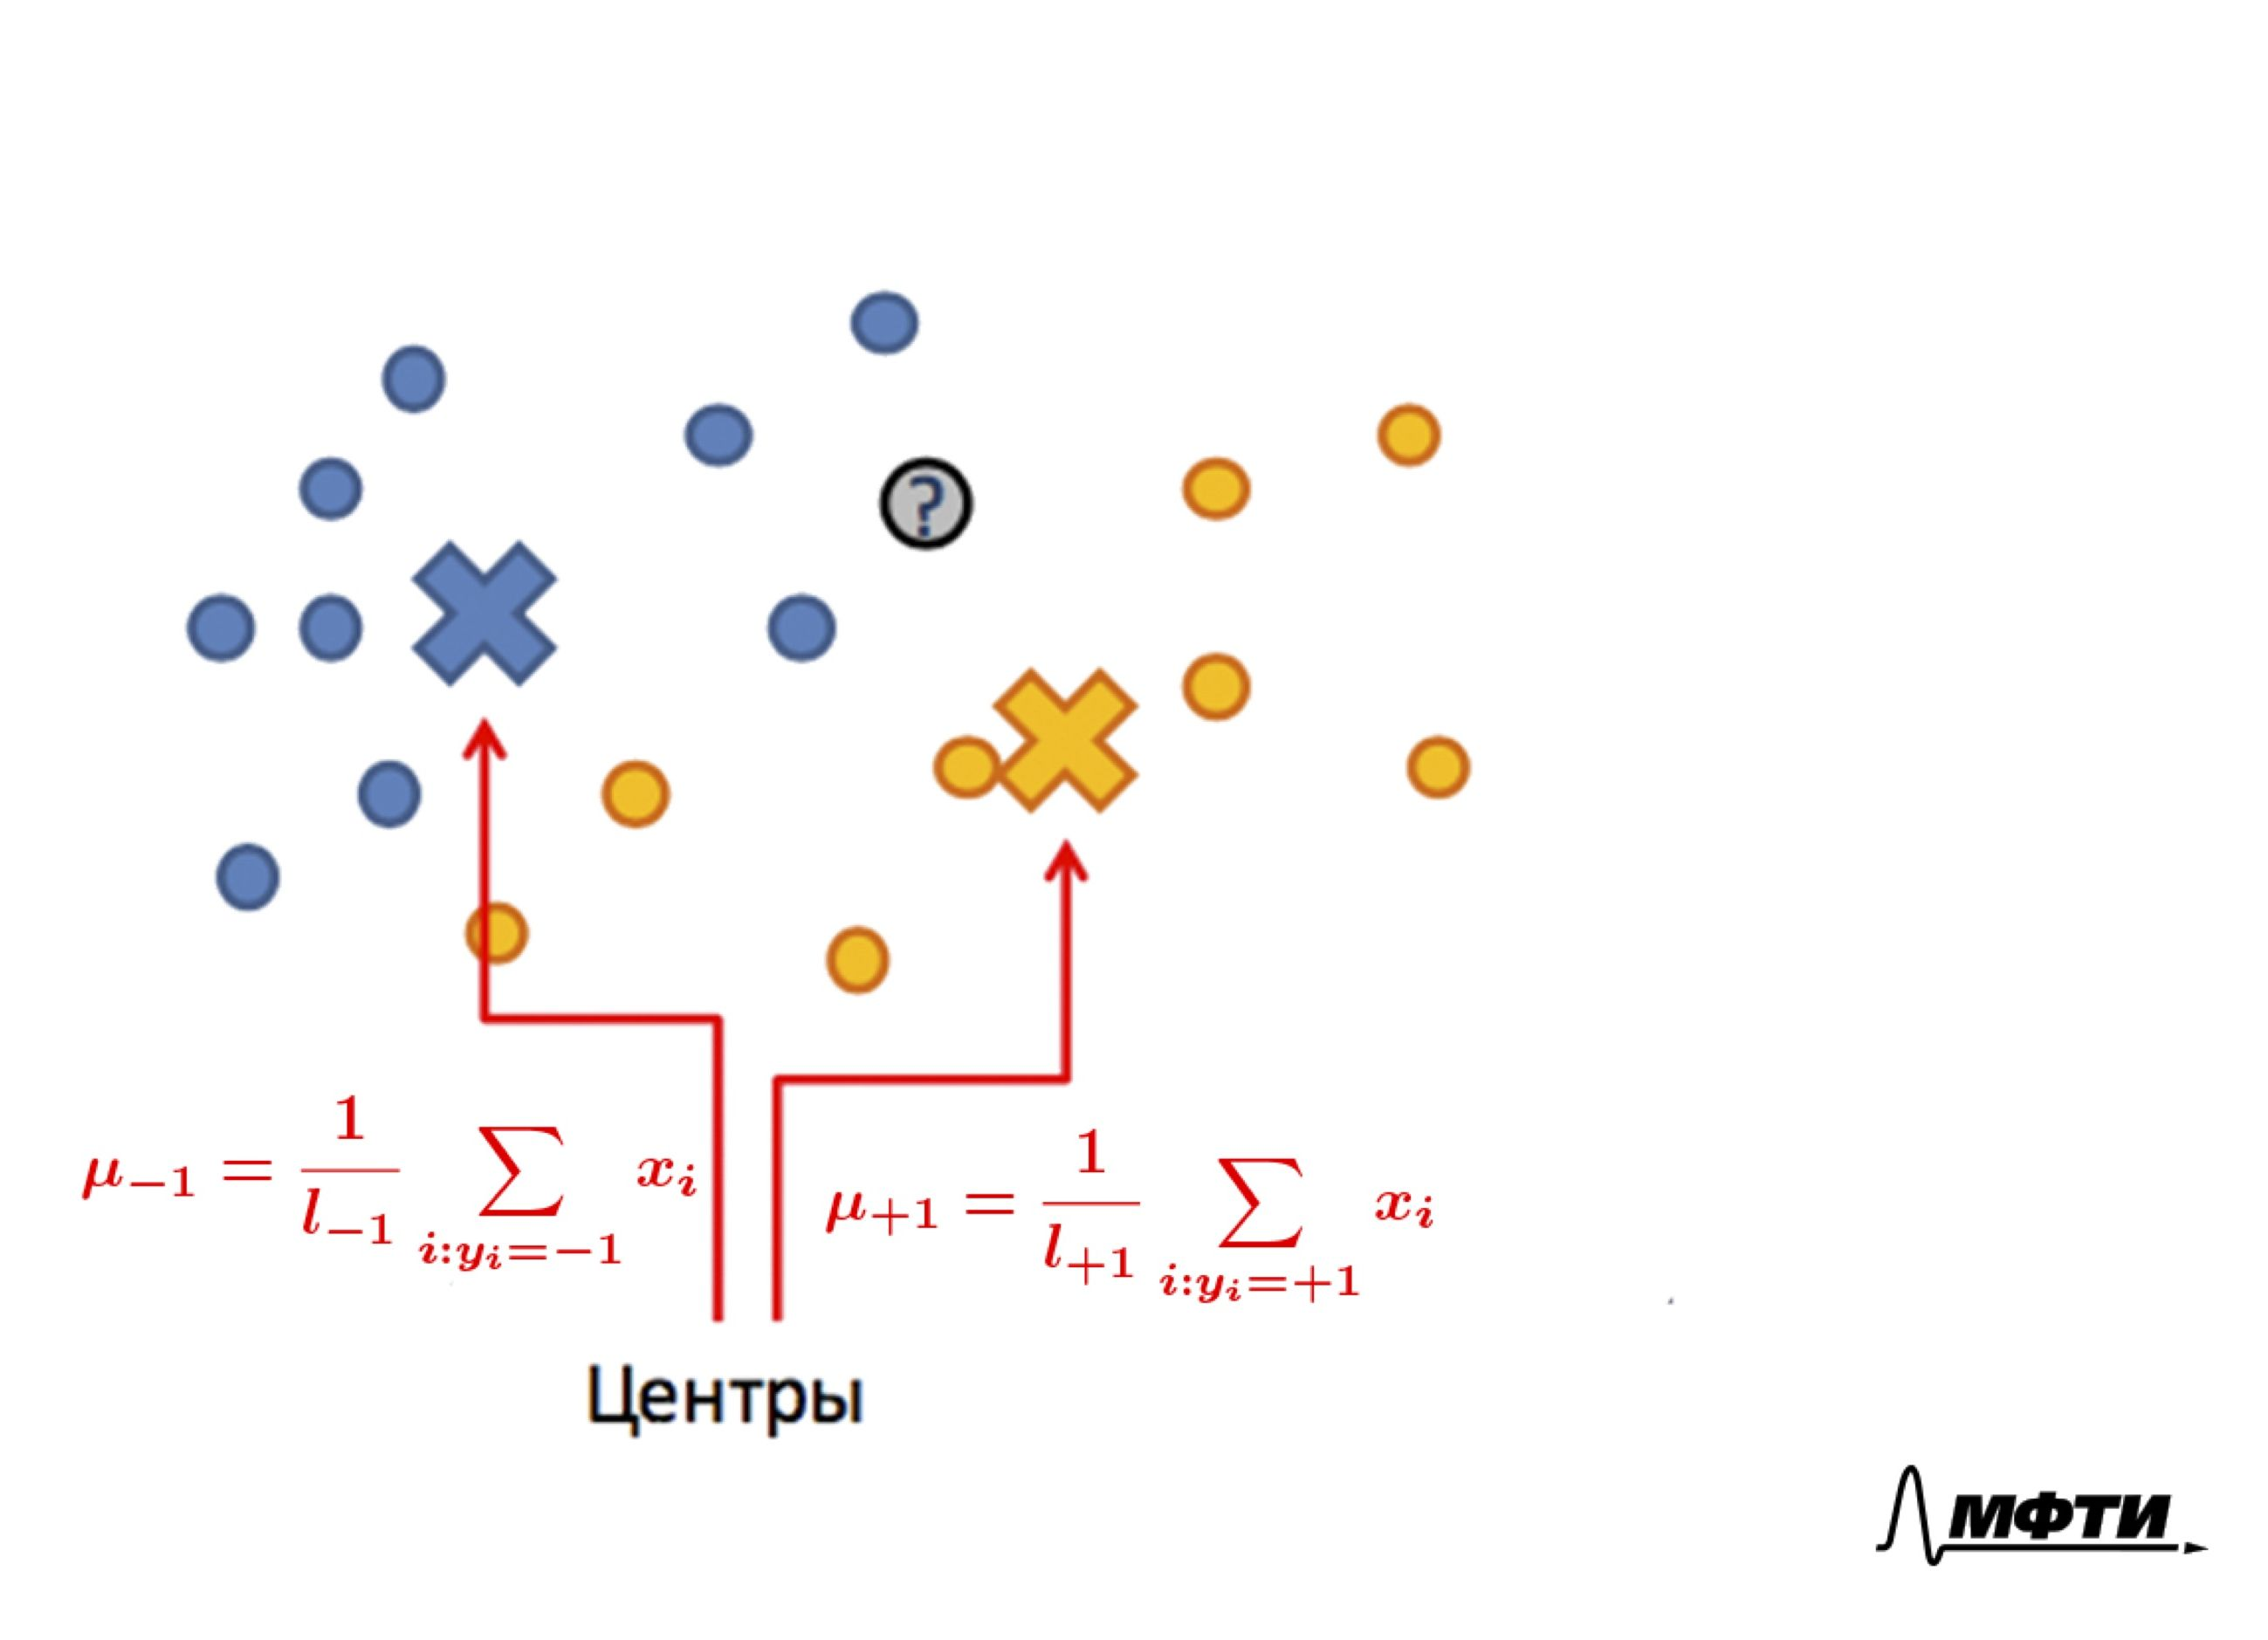 ?
μ₋₁ = 1/l₋₁ ∑ i:yᵢ=−1 xᵢ
μ₊₁ = 1/l₊₁ ∑ i:yᵢ=+1 xᵢ
Центры
МФТИ